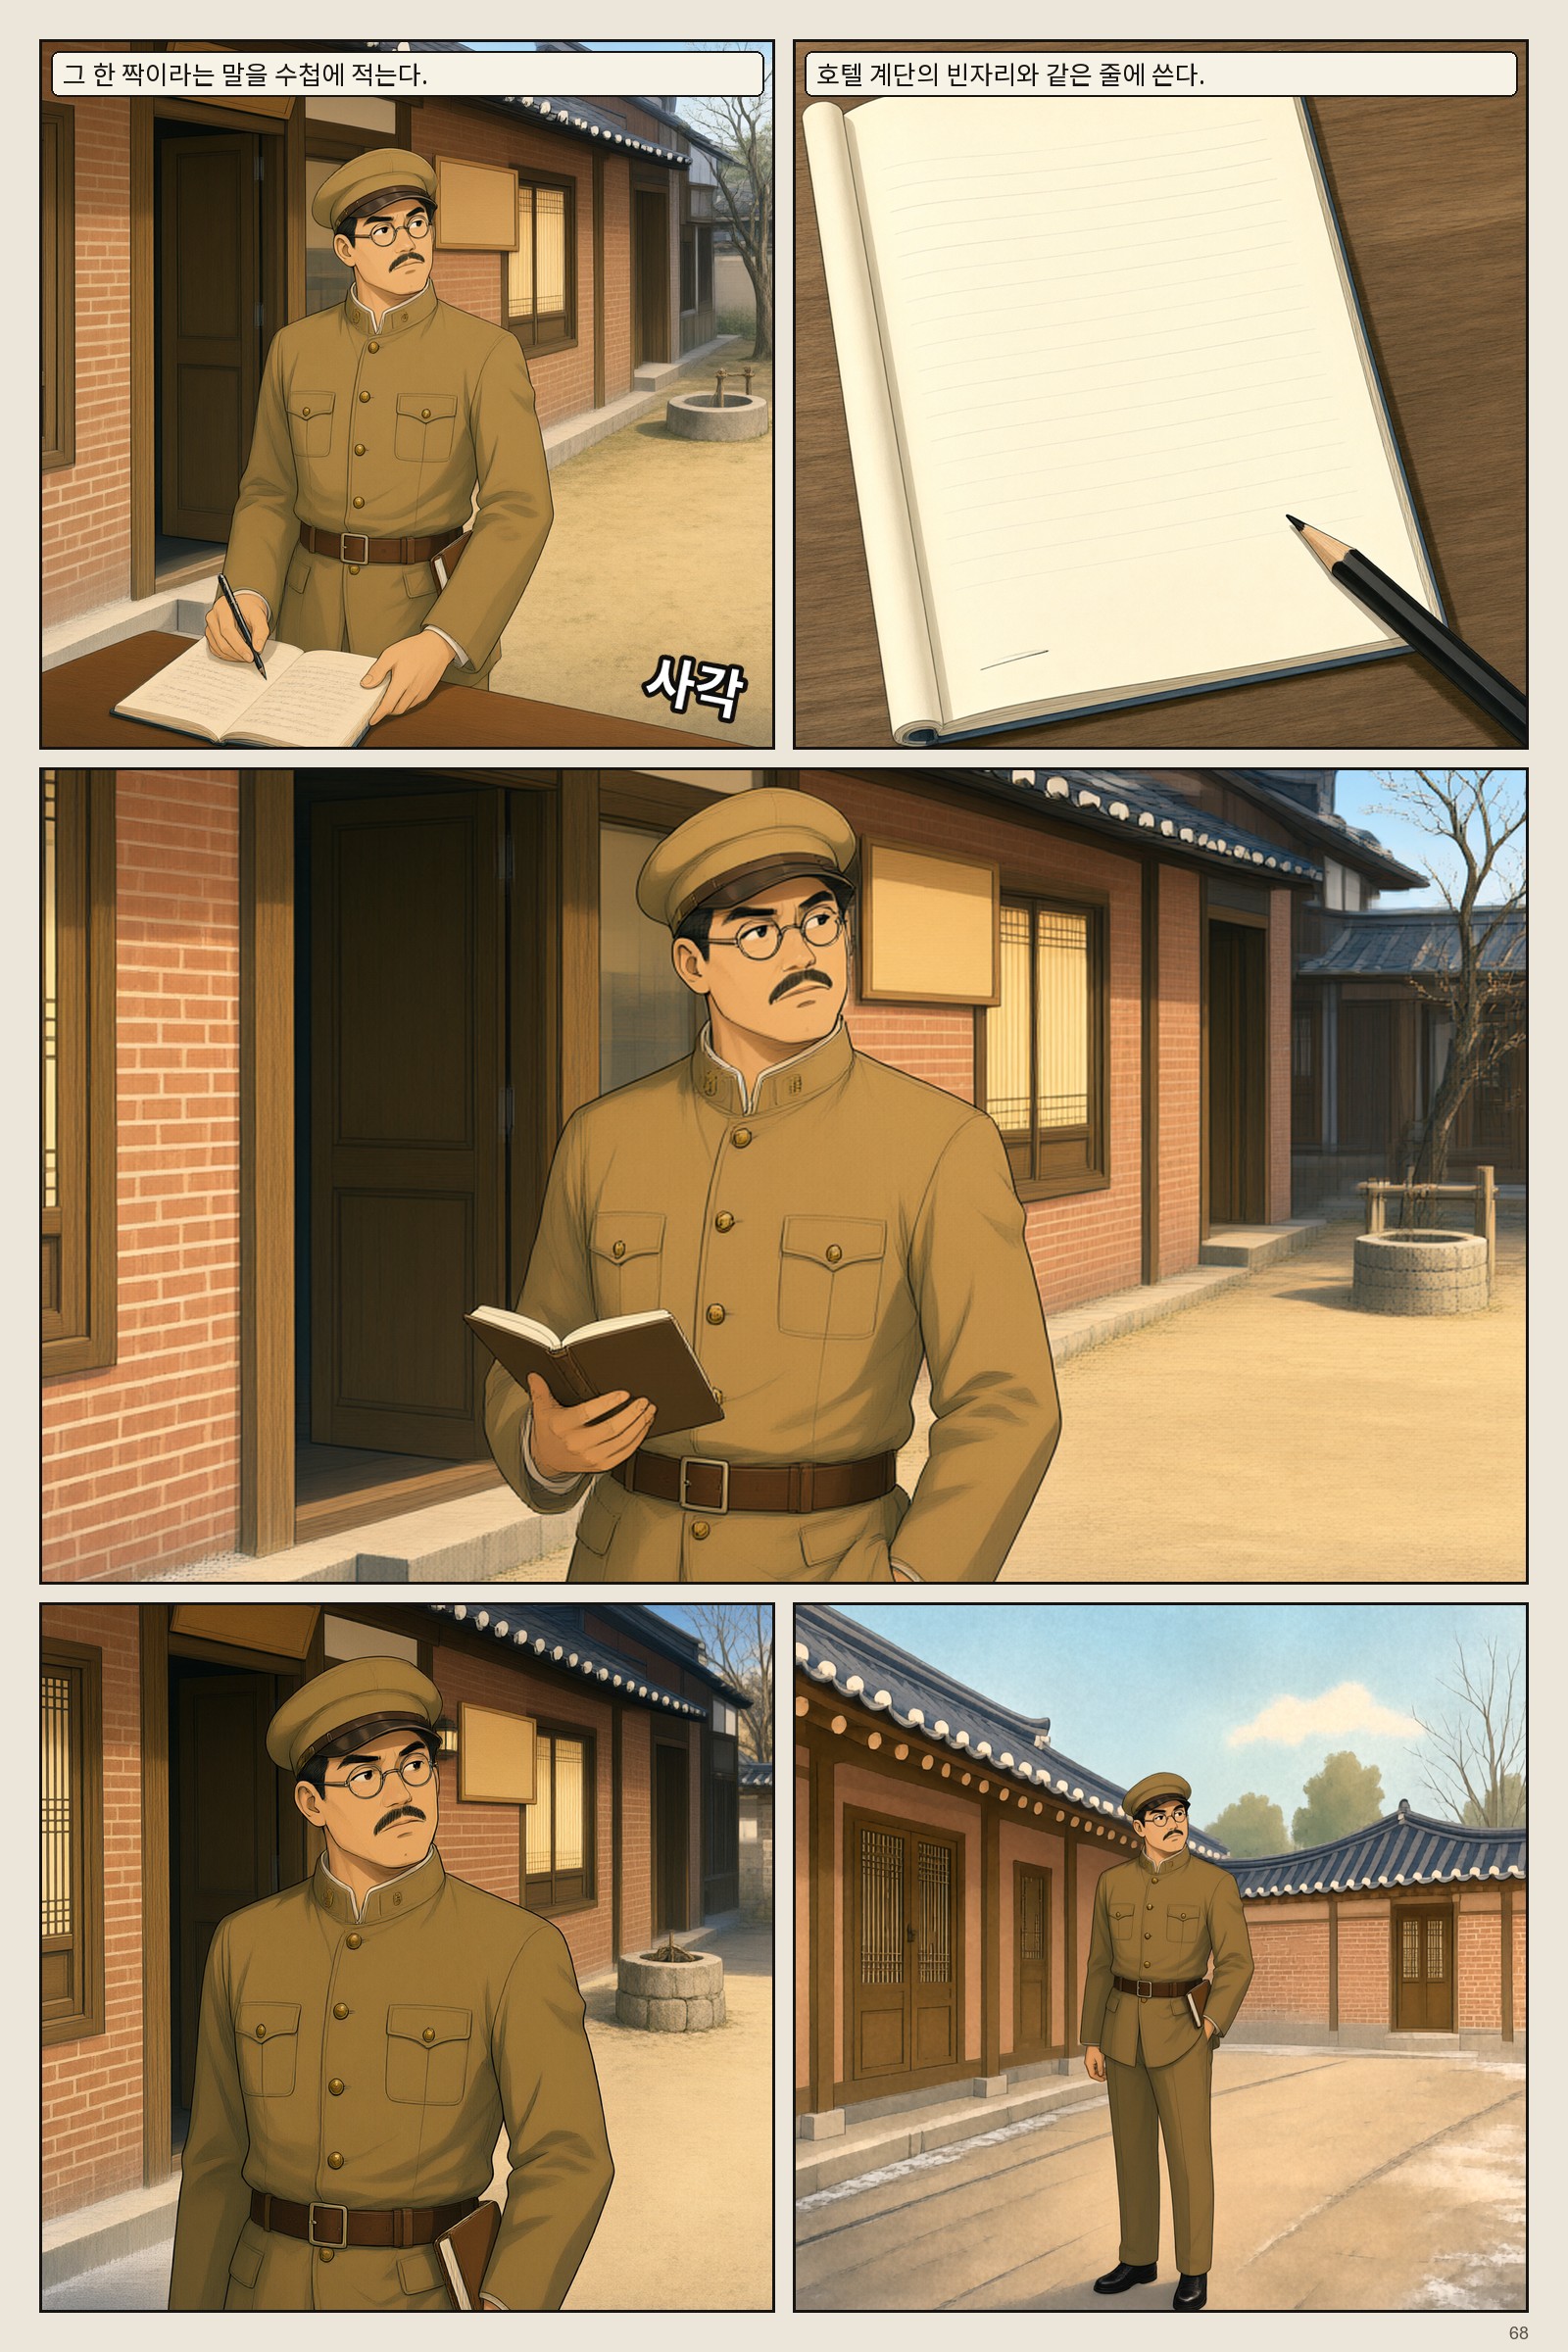 그 한 짝이라는 말을 수첩에 적는다.
호텔 계단의 빈자리와 같은 줄에 쓴다.
사각
68